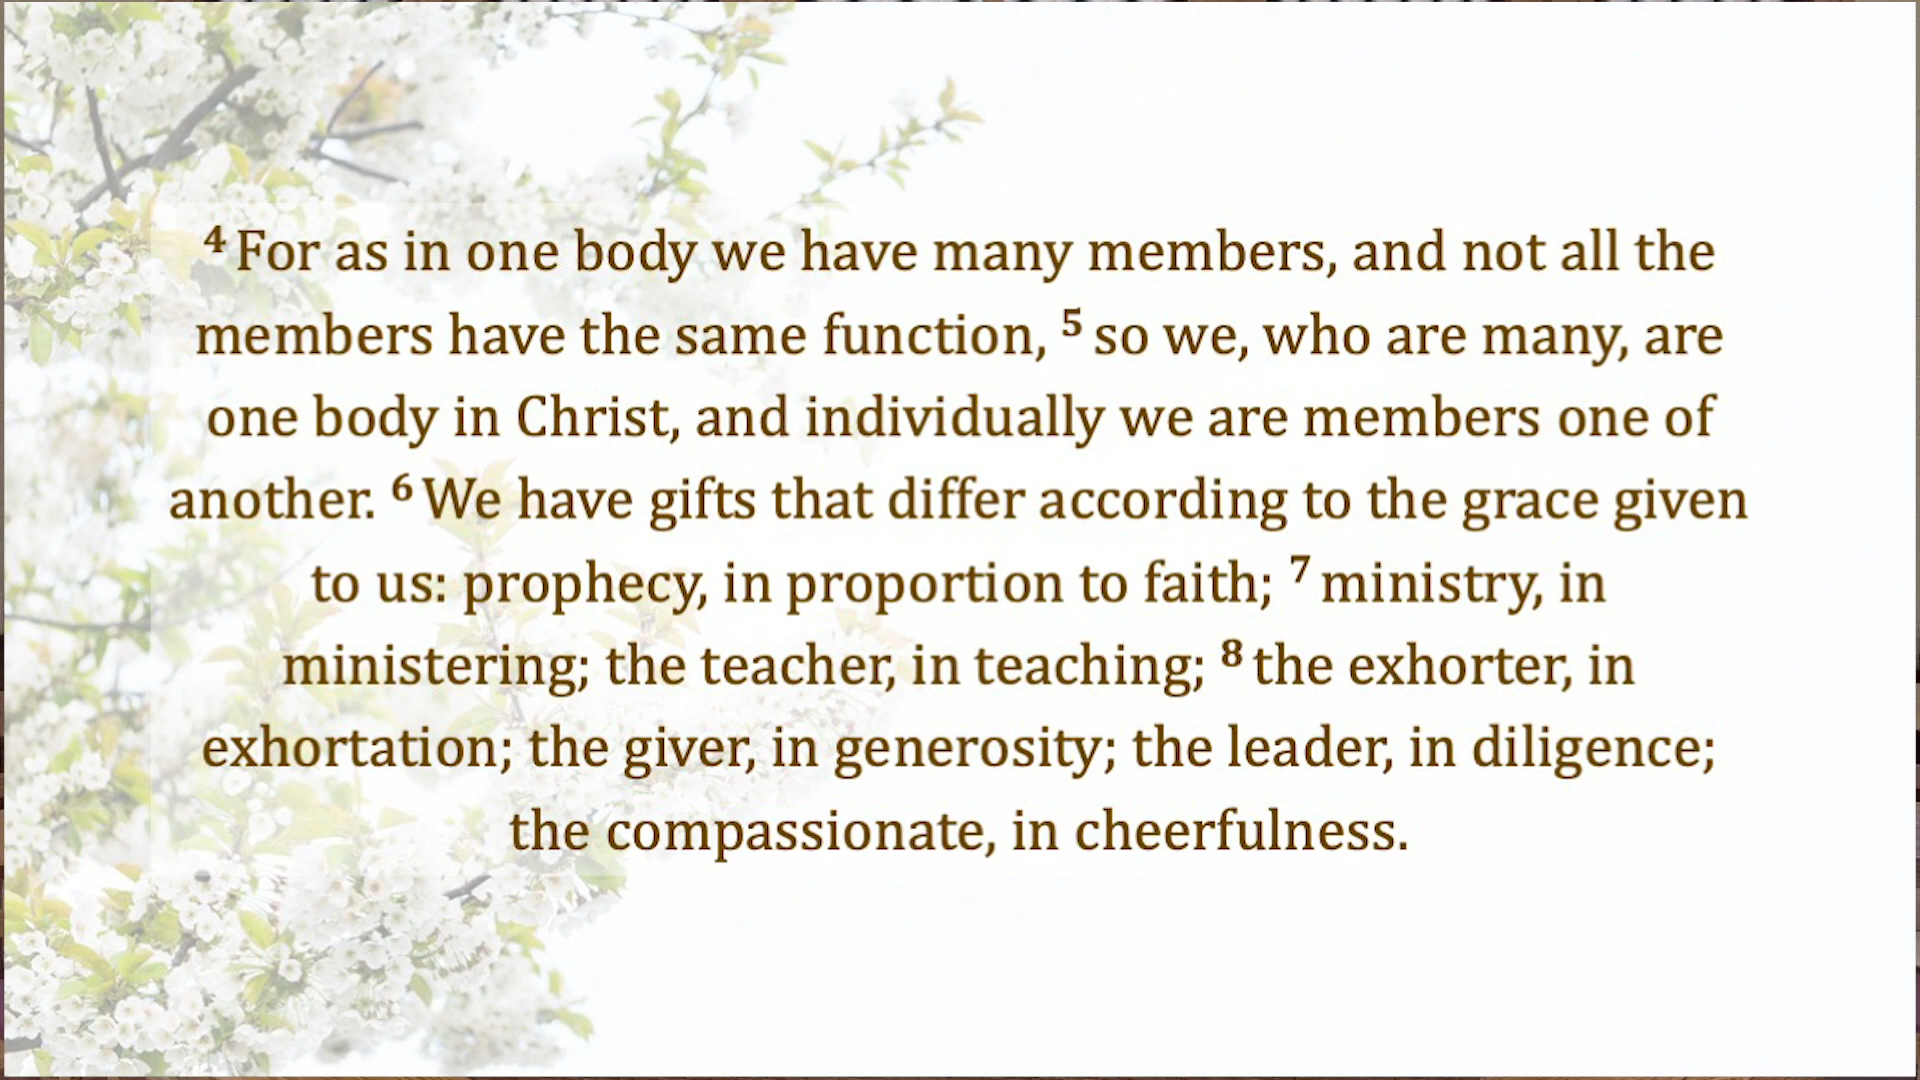 ⁴ For as in one body we have many members, and not all the
members have the same function, ⁵ so we, who are many, are
one body in Christ, and individually we are members one of
another. ⁶ We have gifts that differ according to the grace given
to us: prophecy, in proportion to faith; ⁷ ministry, in
ministering; the teacher, in teaching; ⁸ the exhorter, in
exhortation; the giver, in generosity; the leader, in diligence;
the compassionate, in cheerfulness.